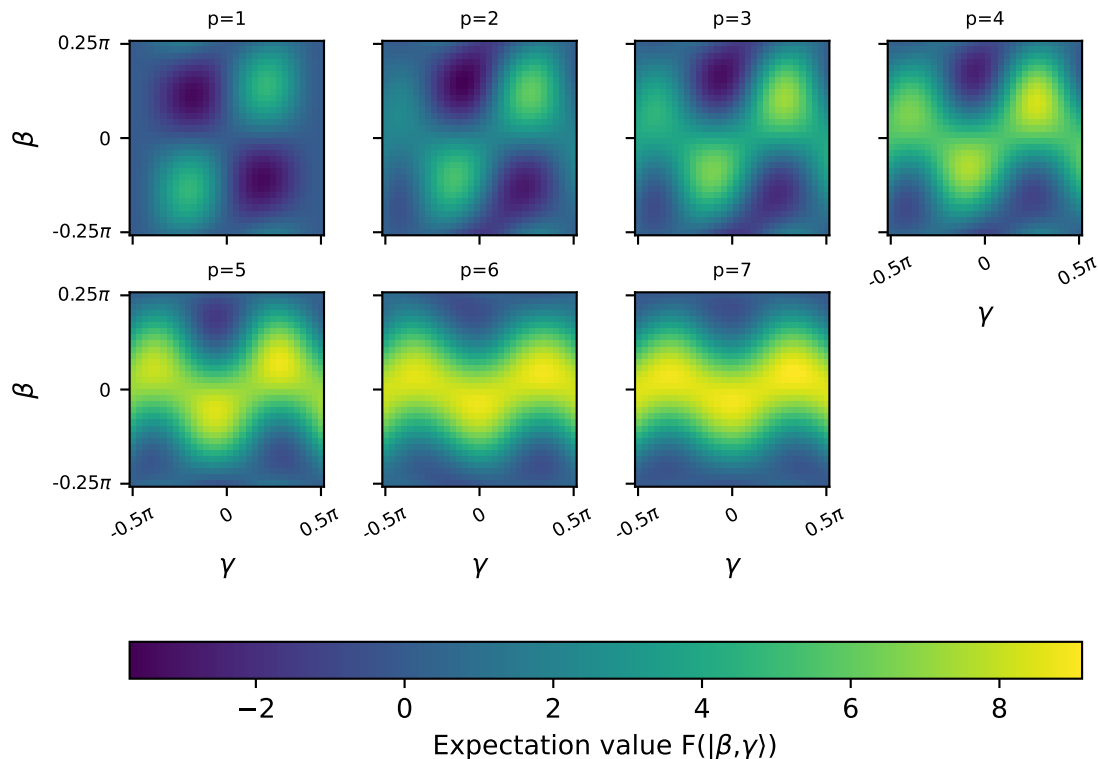 p=1 p=2 p=3 p=4
0.25π
β
0
-0.25π
-0.5π 0 0.5π
γ
p=5 p=6 p=7
0.25π
β
0
-0.25π
-0.5π 0 0.5π -0.5π 0 0.5π -0.5π 0 0.5π
γ γ γ
−2 0 2 4 6 8
Expectation value F(|β,γ⟩)